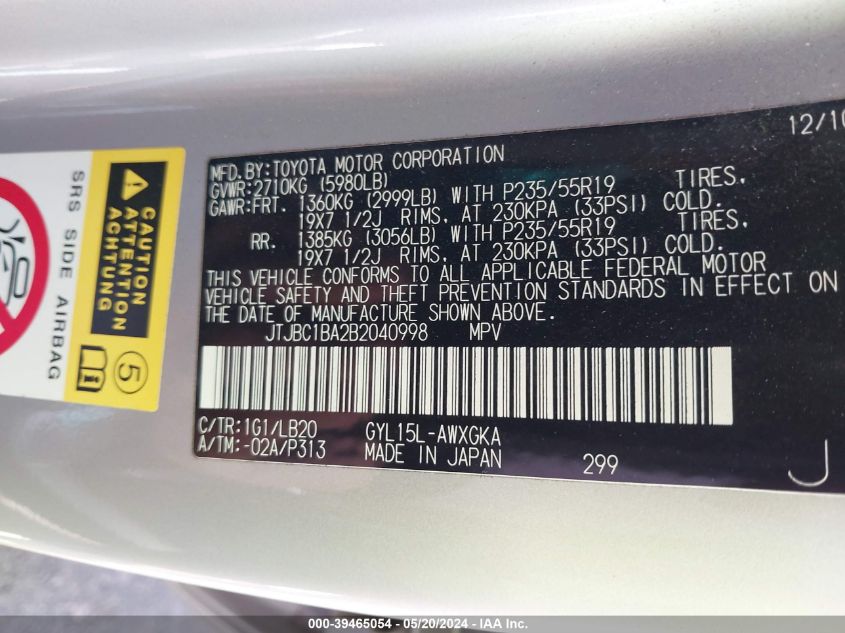 12/10
MFD.BY:TOYOTA MOTOR CORPORATION
GVWR:2710KG (5980LB)
GAWR:FRT. 1360KG (2999LB) WITH P235/55R19 TIRES,
19X7 1/2J RIMS, AT 230KPA (33PSI) COLD.
RR. 1385KG (3056LB) WITH P235/55R19 TIRES,
19X7 1/2J RIMS, AT 230KPA (33PSI) COLD.
THIS VEHICLE CONFORMS TO ALL APPLICABLE FEDERAL MOTOR
VEHICLE SAFETY AND THEFT PREVENTION STANDARDS IN EFFECT ON
THE DATE OF MANUFACTURE SHOWN ABOVE.
JTJBC1BA2B2040998 MPV
C/TR:1G1/LB20 GYL15L-AWXGKA
A/TM:-02A/P313 MADE IN JAPAN 299
J
CAUTION
ATTENTION
ACHTUNG
5
SRS SIDE AIRBAG
000-39465054 — 05/20/2024 — IAA Inc.